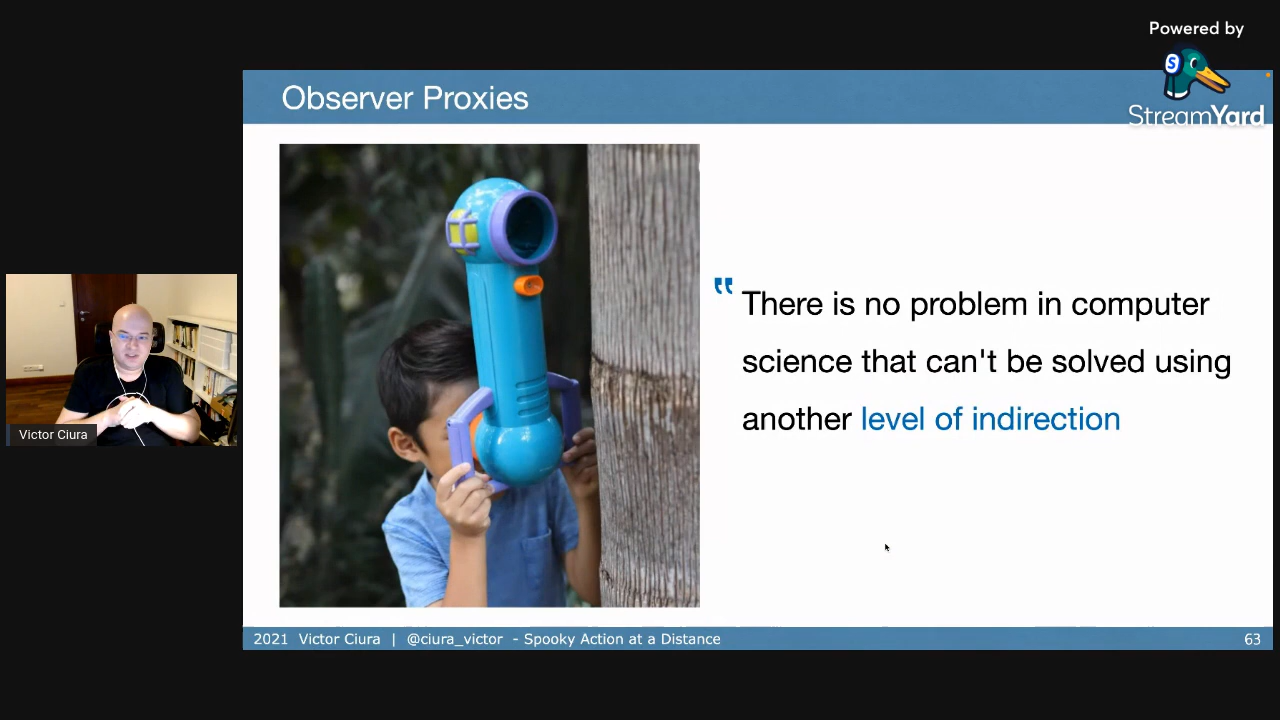 Powered by
StreamYard
Observer Proxies
" There is no problem in computer
science that can't be solved using
another level of indirection
Victor Ciura
2021 Victor Ciura | @ciura_victor - Spooky Action at a Distance
63